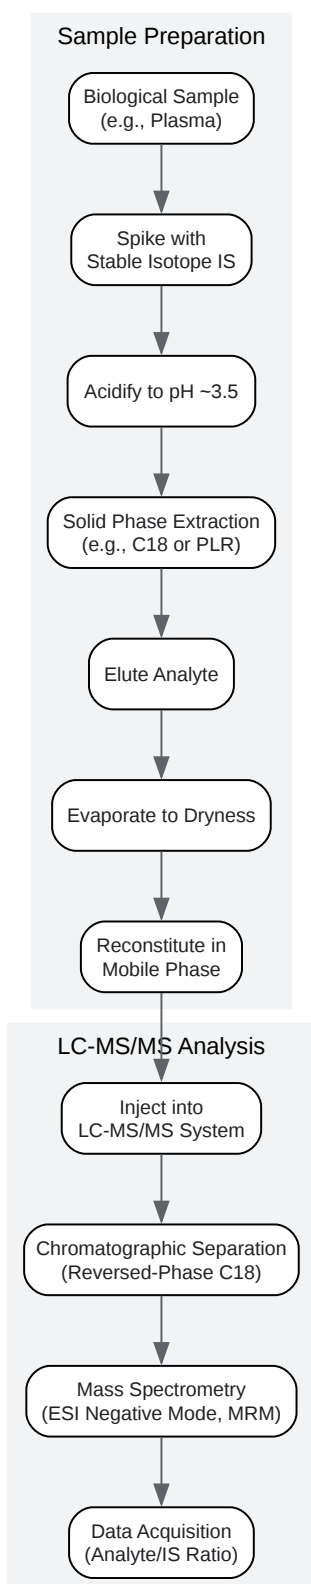 Sample Preparation
Biological Sample
(e.g., Plasma)
Spike with
Stable Isotope IS
Acidify to pH ~3.5
Solid Phase Extraction
(e.g., C18 or PLR)
Elute Analyte
Evaporate to Dryness
Reconstitute in
Mobile Phase
LC-MS/MS Analysis
Inject into
LC-MS/MS System
Chromatographic Separation
(Reversed-Phase C18)
Mass Spectrometry
(ESI Negative Mode, MRM)
Data Acquisition
(Analyte/IS Ratio)